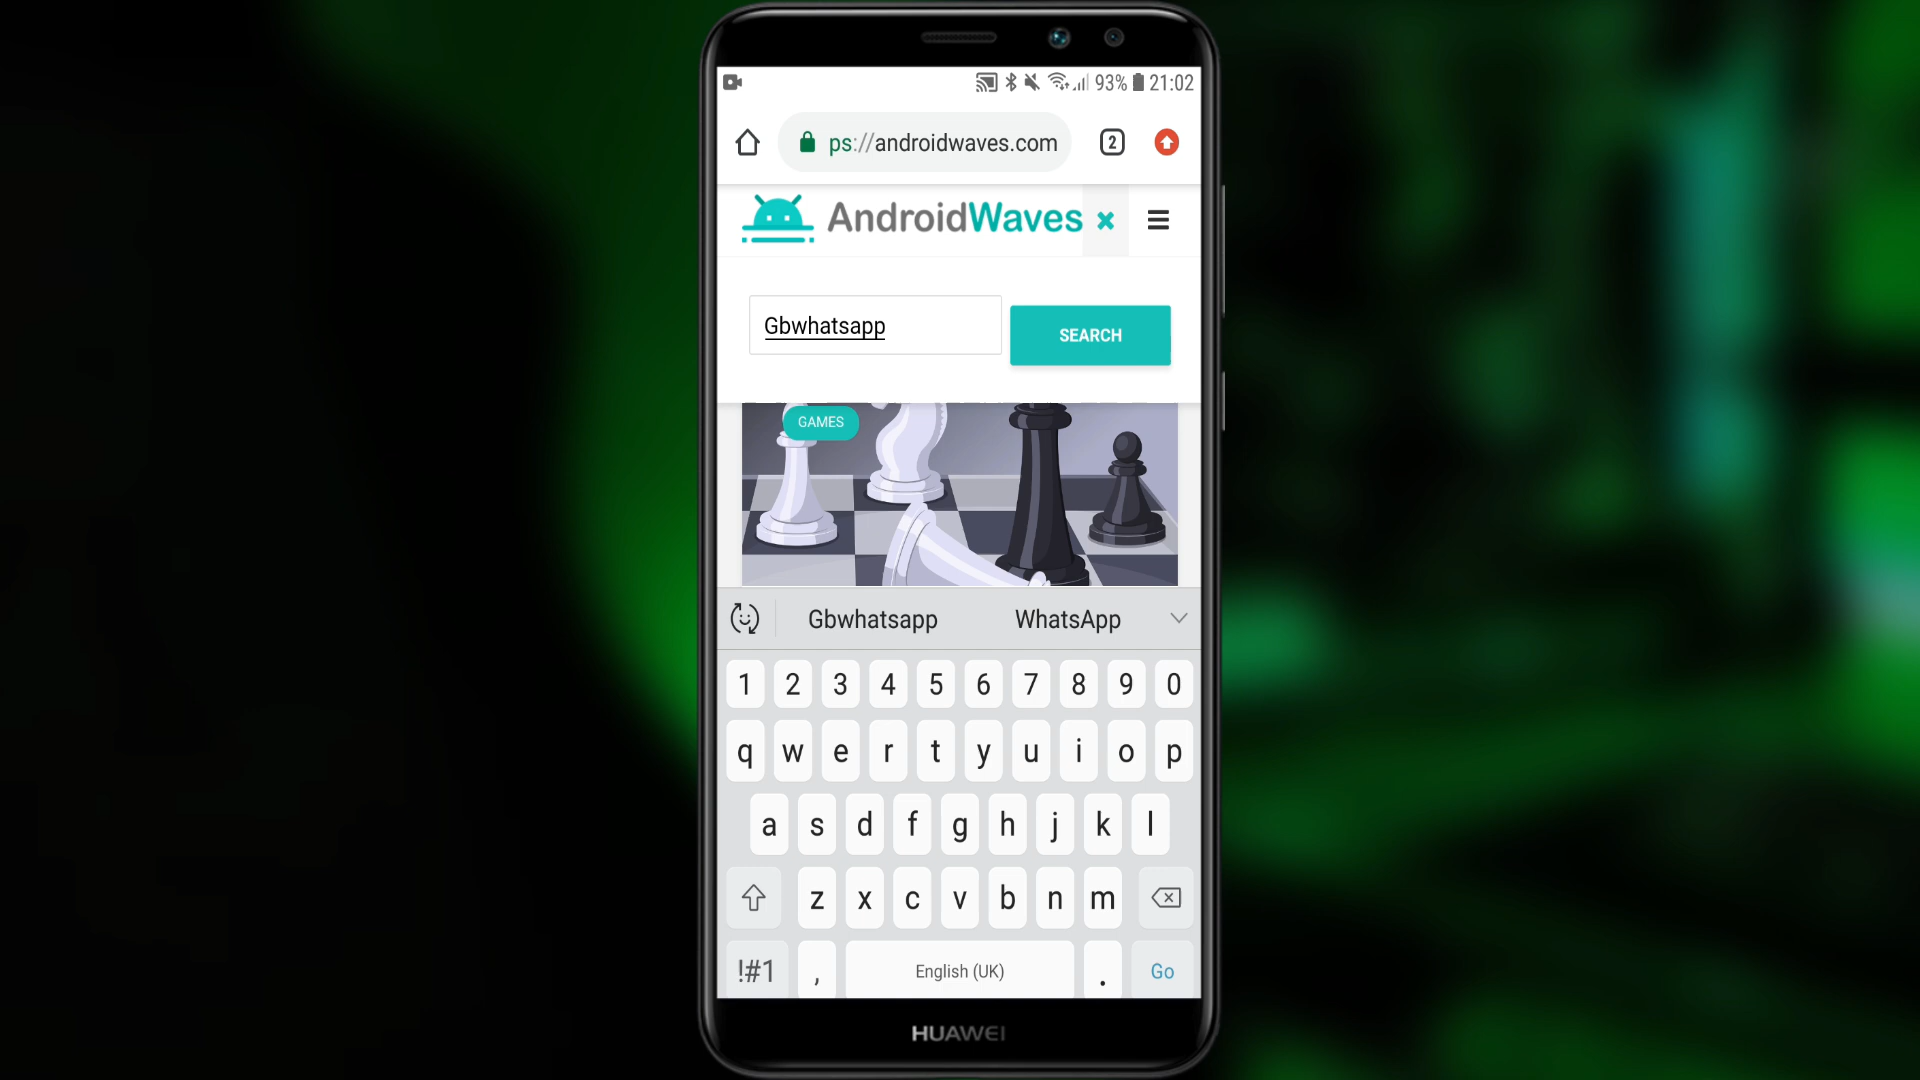 93% 21:02
ps://androidwaves.com 2
AndroidWaves
Gbwhatsapp
SEARCH
GAMES
Gbwhatsapp WhatsApp
1 2 3 4 5 6 7 8 9 0
q w e r t y u i o p
a s d f g h j k l
z x c v b n m
!#1 , English (UK) . Go
HUAWEI